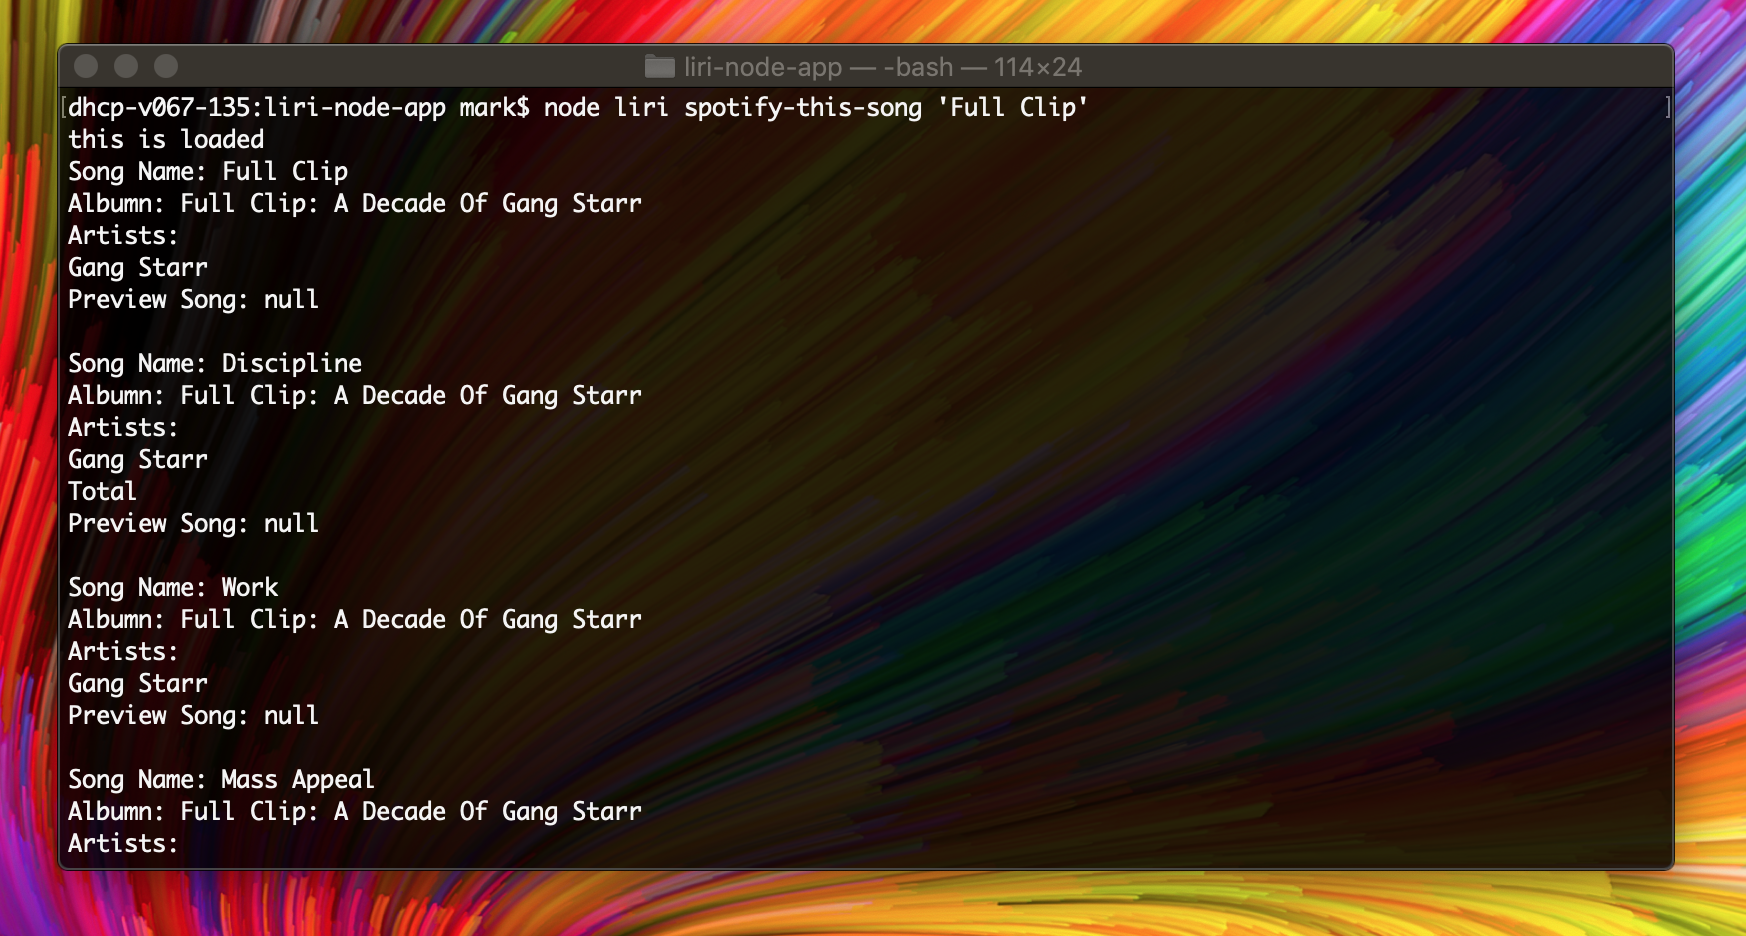 liri-node-app — -bash — 114×24
[dhcp-v067-135:liri-node-app mark$ node liri spotify-this-song 'Full Clip' ]
this is loaded
Song Name: Full Clip
Albumn: Full Clip: A Decade Of Gang Starr
Artists:
Gang Starr
Preview Song: null
Song Name: Discipline
Albumn: Full Clip: A Decade Of Gang Starr
Artists:
Gang Starr
Total
Preview Song: null
Song Name: Work
Albumn: Full Clip: A Decade Of Gang Starr
Artists:
Gang Starr
Preview Song: null
Song Name: Mass Appeal
Albumn: Full Clip: A Decade Of Gang Starr
Artists: